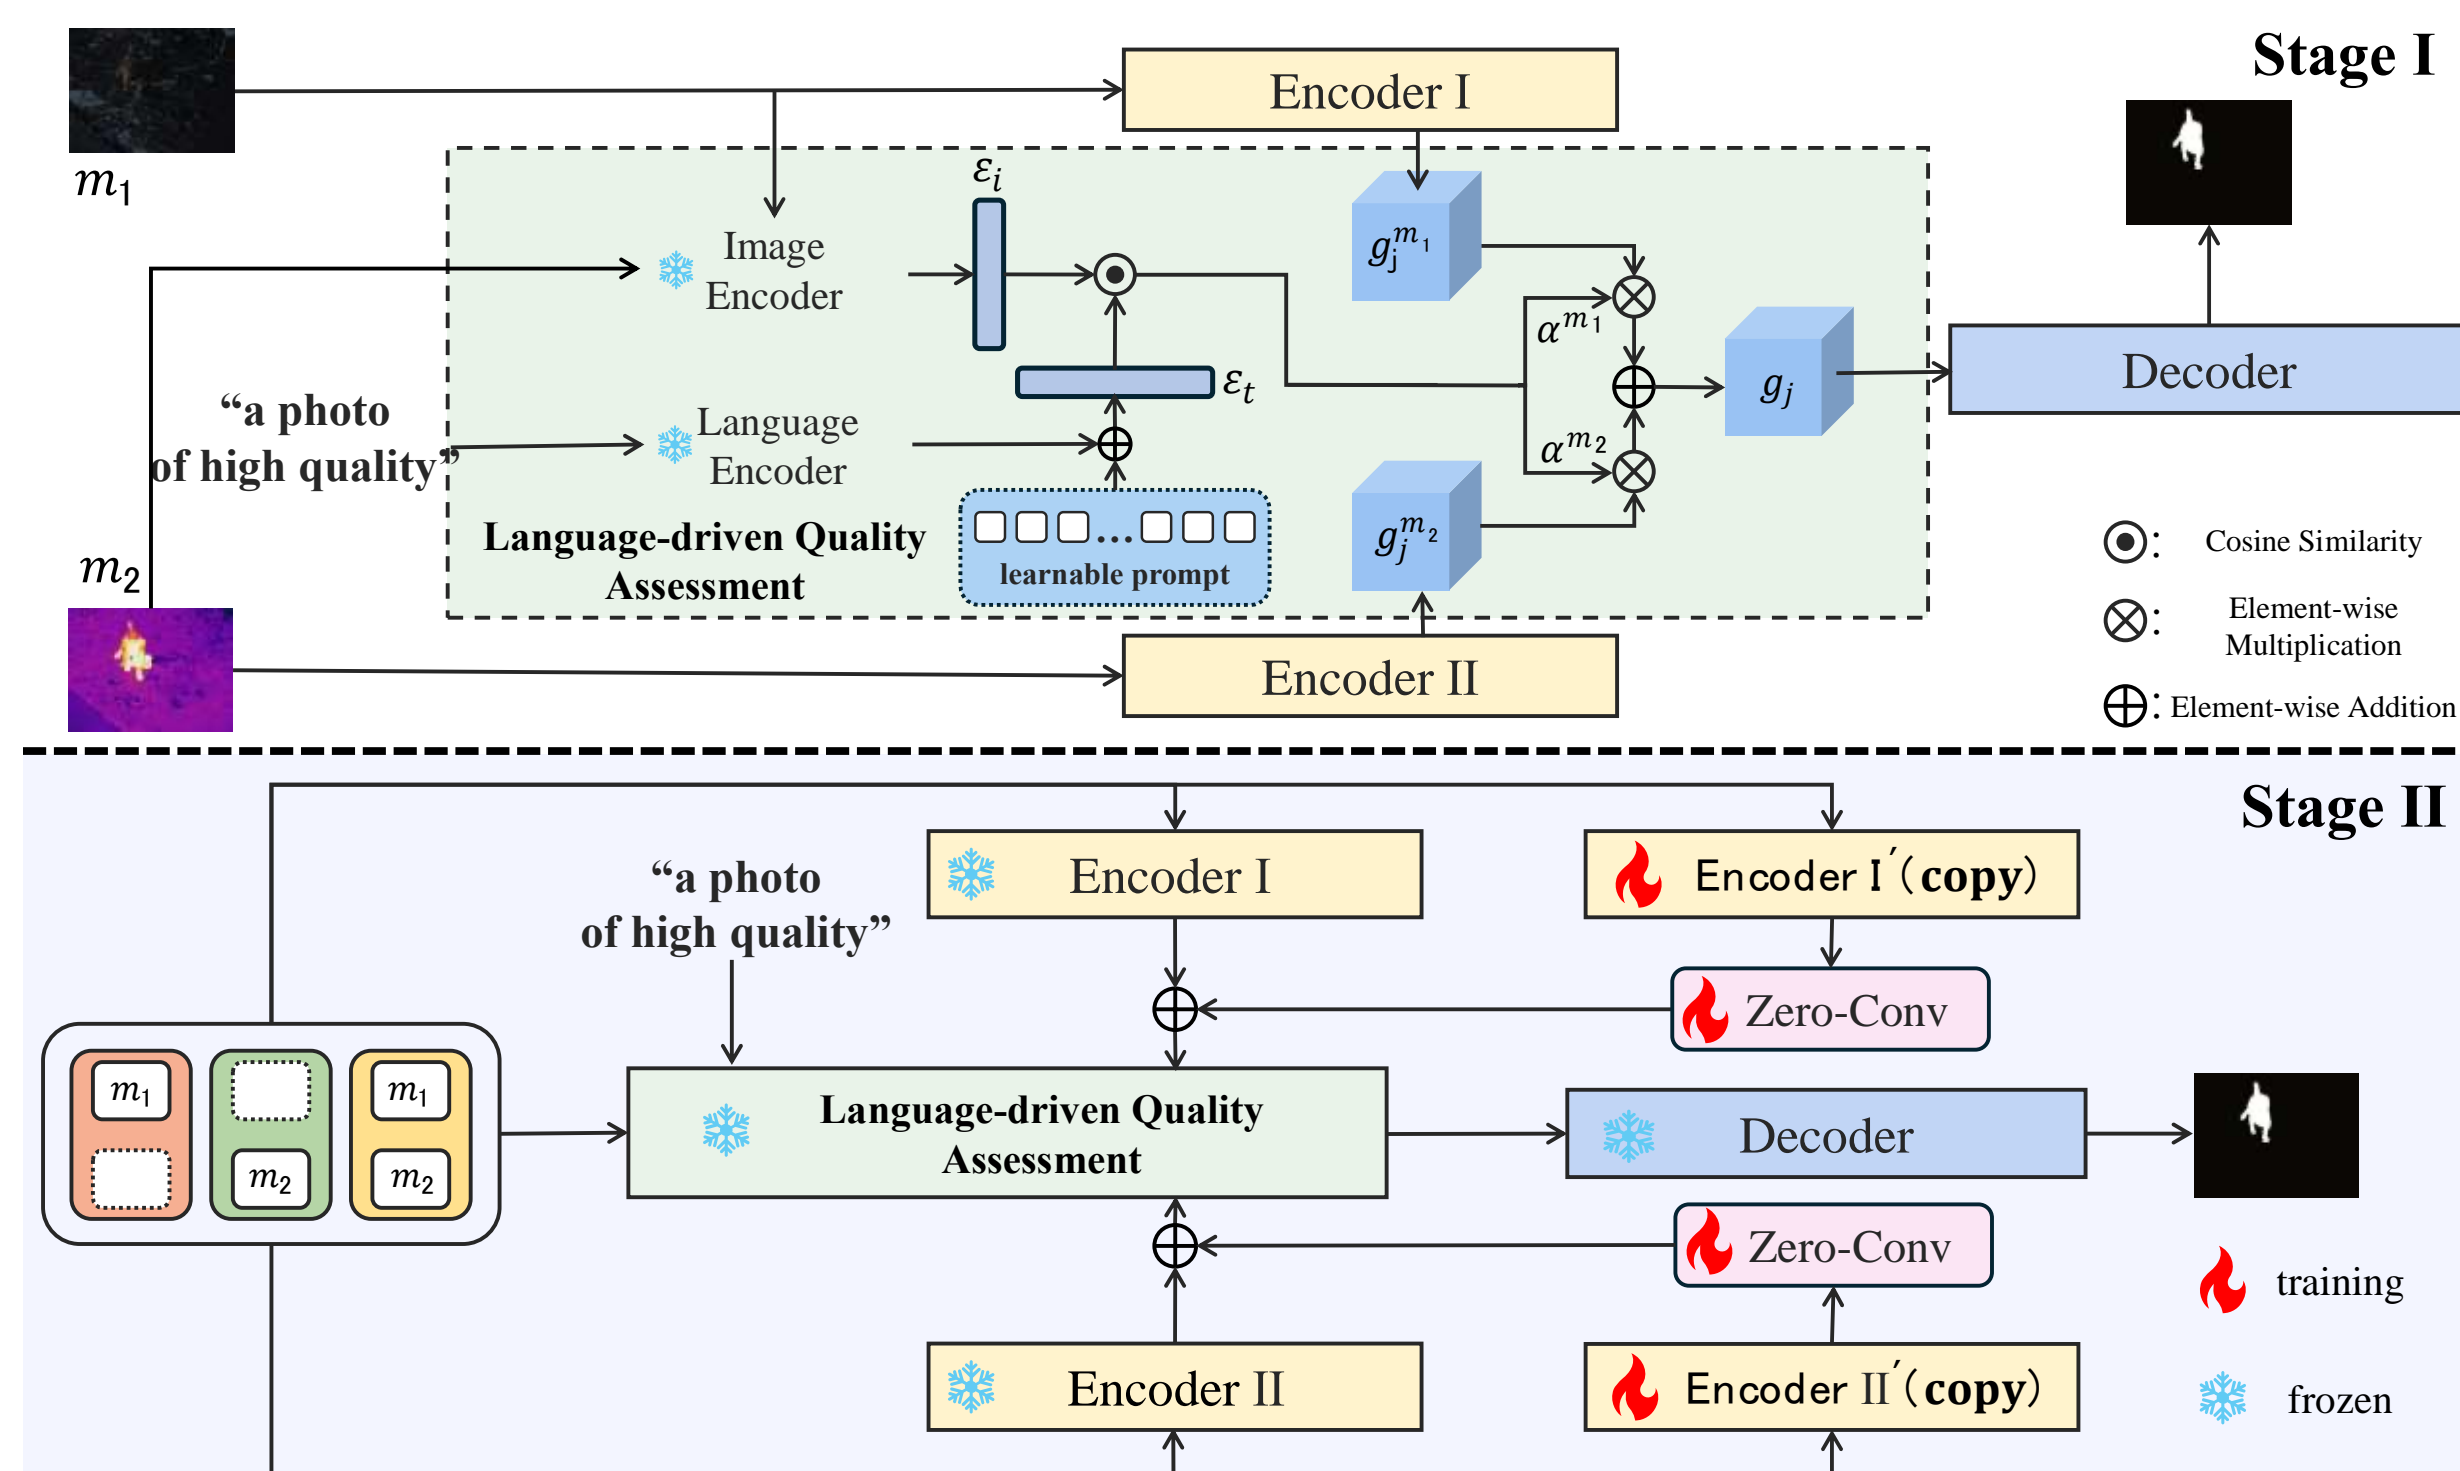 Stage I
Encoder I
m₁
εᵢ
Image
Encoder
g_j^{m₁}
α^{m₁}
εₜ
g_j
Decoder
“a photo
of high quality”
Language
Encoder
α^{m₂}
g_j^{m₂}
Language-driven Quality
Assessment
...
learnable prompt
m₂
Encoder II
: Cosine Similarity
: Element-wise
Multiplication
: Element-wise Addition
Stage II
Encoder I
Encoder I′(copy)
“a photo
of high quality”
Zero-Conv
m₁
m₁
m₂
m₂
Language-driven Quality
Assessment
Decoder
Zero-Conv
training
Encoder II
Encoder II′(copy)
frozen